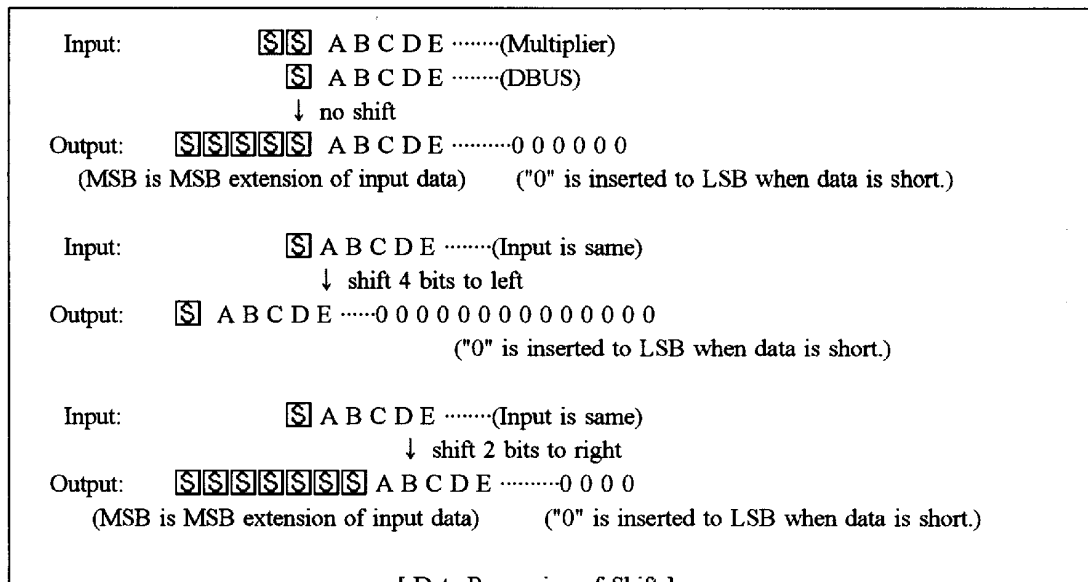 Input: S S A B C D E ········(Multiplier)
S A B C D E ········(DBUS)
↓ no shift
Output: S S S S S A B C D E ·········0 0 0 0 0 0
(MSB is MSB extension of input data) ("0" is inserted to LSB when data is short.)
Input: S A B C D E ········(Input is same)
↓ shift 4 bits to left
Output: S A B C D E ······0 0 0 0 0 0 0 0 0 0 0 0 0 0
("0" is inserted to LSB when data is short.)
Input: S A B C D E ········(Input is same)
↓ shift 2 bits to right
Output: S S S S S S S A B C D E ··········0 0 0 0
(MSB is MSB extension of input data) ("0" is inserted to LSB when data is short.)